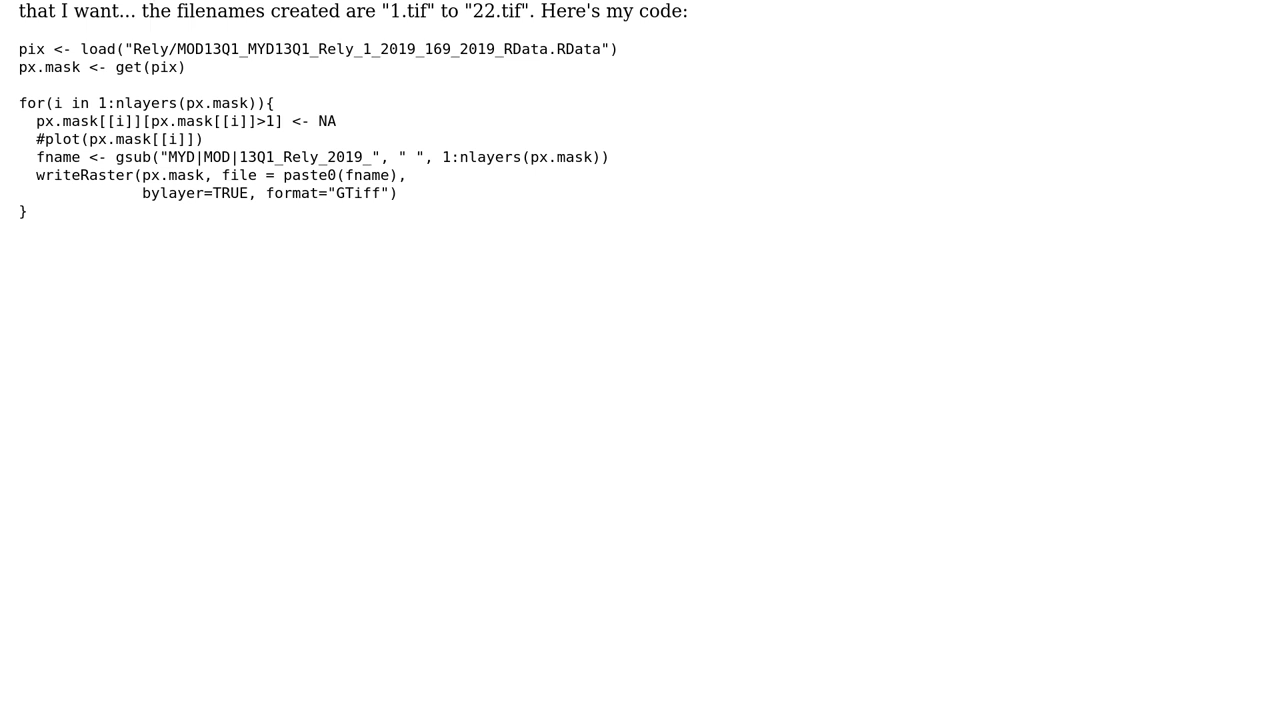 that I want... the filenames created are "1.tif" to "22.tif". Here's my code:
pix <- load("Rely/MOD13Q1_MYD13Q1_Rely_1_2019_169_2019_RData.RData")
px.mask <- get(pix)
for(i in 1:nlayers(px.mask)){
  px.mask[[i]][px.mask[[i]]>1] <- NA
  #plot(px.mask[[i]])
  fname <- gsub("MYD|MOD|13Q1_Rely_2019_", " ", 1:nlayers(px.mask))
  writeRaster(px.mask, file = paste0(fname),
              bylayer=TRUE, format="GTiff")
}